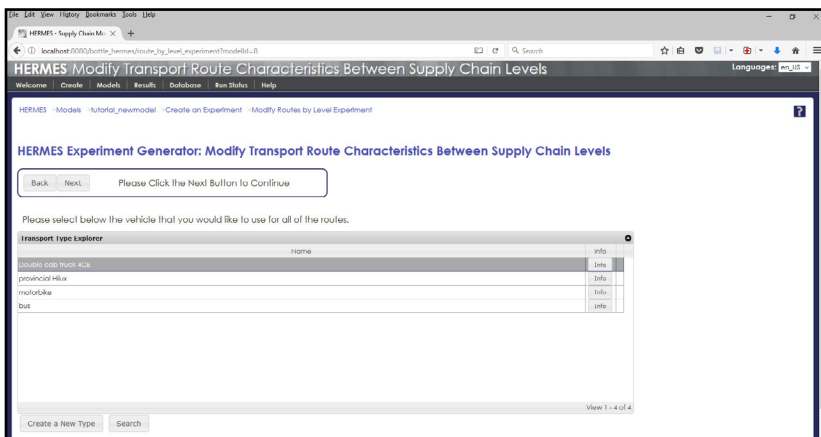 File Edit View History Bookmarks Tools Help
HERMES - Supply Chain Mo
localhost:8080/bottle_hermes/route_by_level_experiment?modelId=8
Search
HERMES Modify Transport Route Characteristics Between Supply Chain Levels
Languages: en_US
Welcome Create Models Results Database Run Status Help
HERMES >Models >tutorial_newmodel >Create an Experiment >Modify Routes by Level Experiment
?
HERMES Experiment Generator: Modify Transport Route Characteristics Between Supply Chain Levels
Back Next Please Click the Next Button to Continue
Please select below the vehicle that you would like to use for all of the routes.
Transport Type Explorer
Name Info
Double cab truck 4C8 Info
provincial Hilux Info
motorbike Info
bus Info
View 1 - 4 of 4
Create a New Type Search